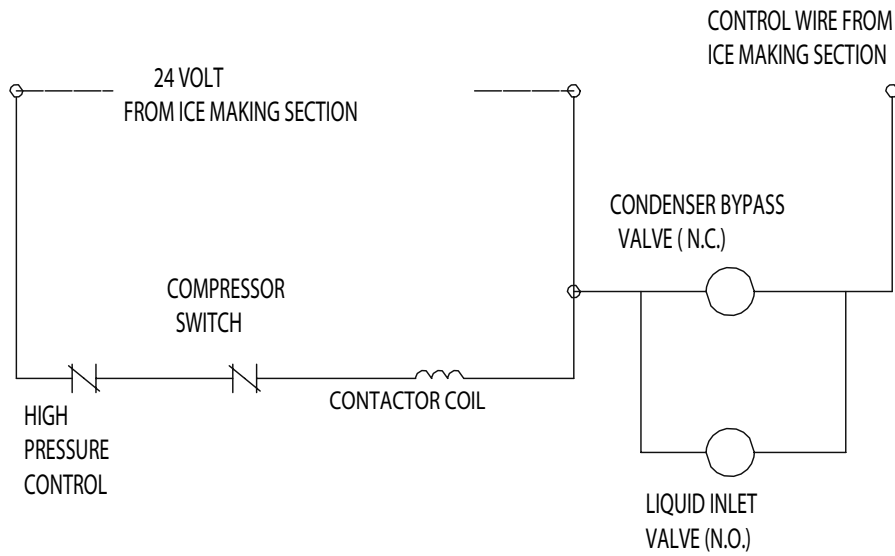 CONTROL WIRE FROM
ICE MAKING SECTION
24 VOLT
FROM ICE MAKING SECTION
CONDENSER BYPASS
VALVE ( N.C.)
COMPRESSOR
SWITCH
CONTACTOR COIL
HIGH
PRESSURE
CONTROL
LIQUID INLET
VALVE (N.O.)